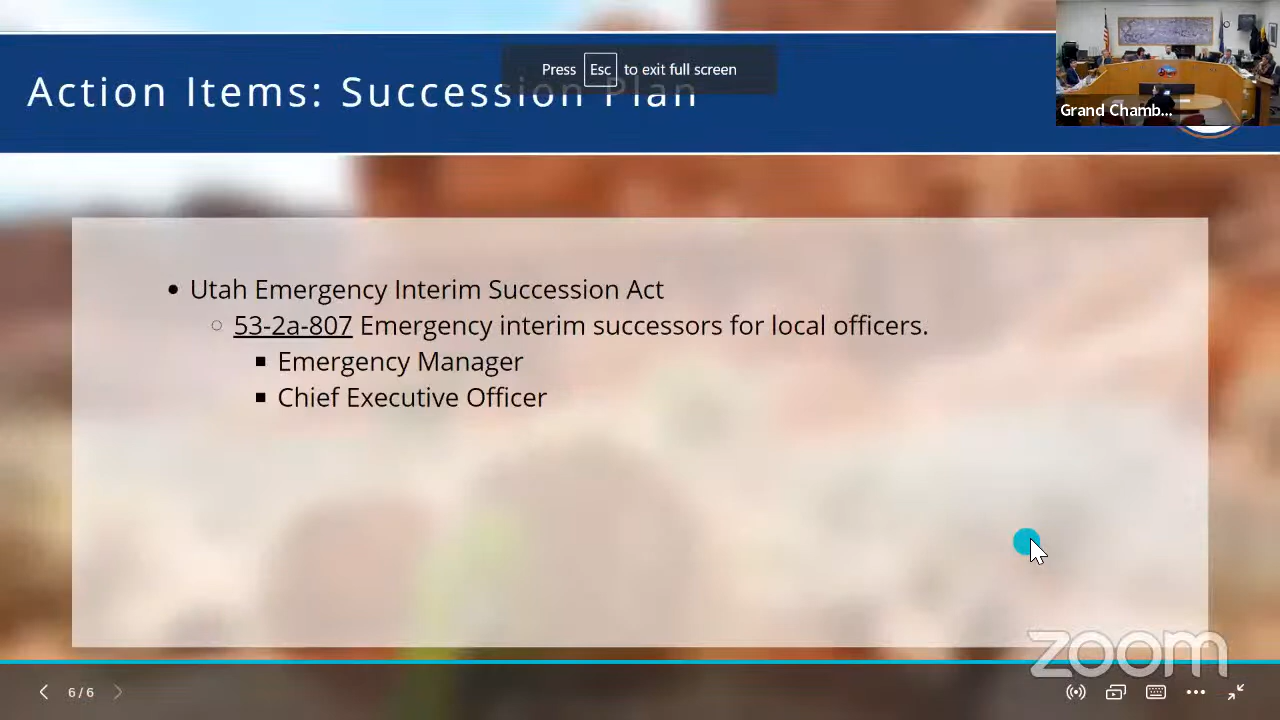 Action Items: Succession Plan
Press Esc to exit full screen
Grand Chamb...
Utah Emergency Interim Succession Act
53-2a-807 Emergency interim successors for local officers.
Emergency Manager
Chief Executive Officer
zoom
6/6